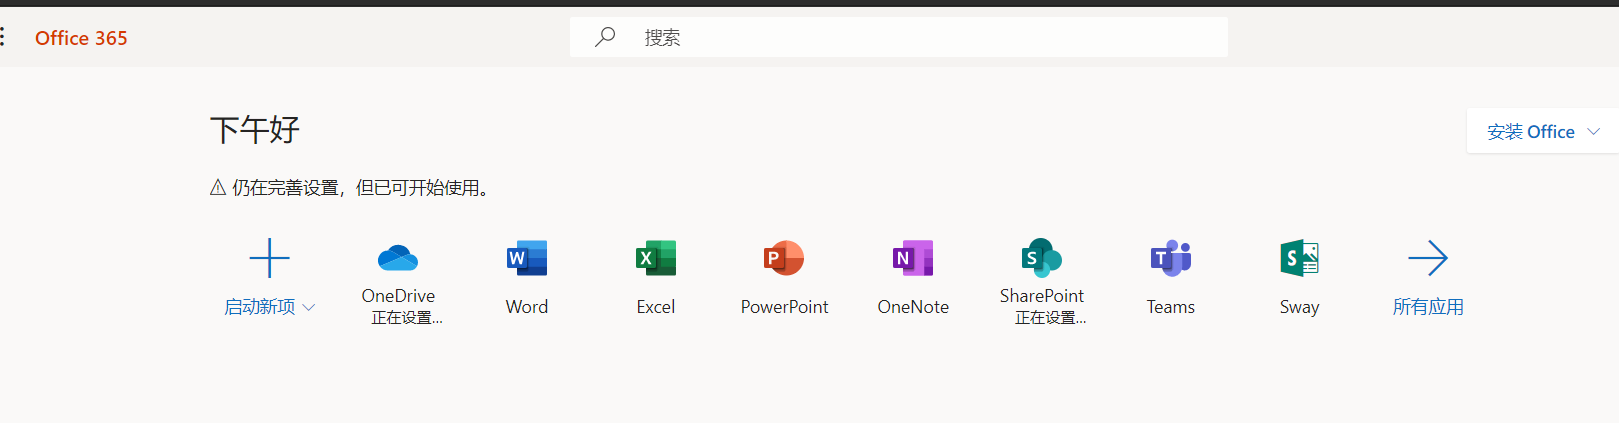 Office 365
搜索
下午好
安装 Office
仍在完善设置，但已可开始使用。
W
X
P
N
S
T
S
启动新项
OneDrive
正在设置...
Word
Excel
PowerPoint
OneNote
SharePoint
正在设置...
Teams
Sway
所有应用